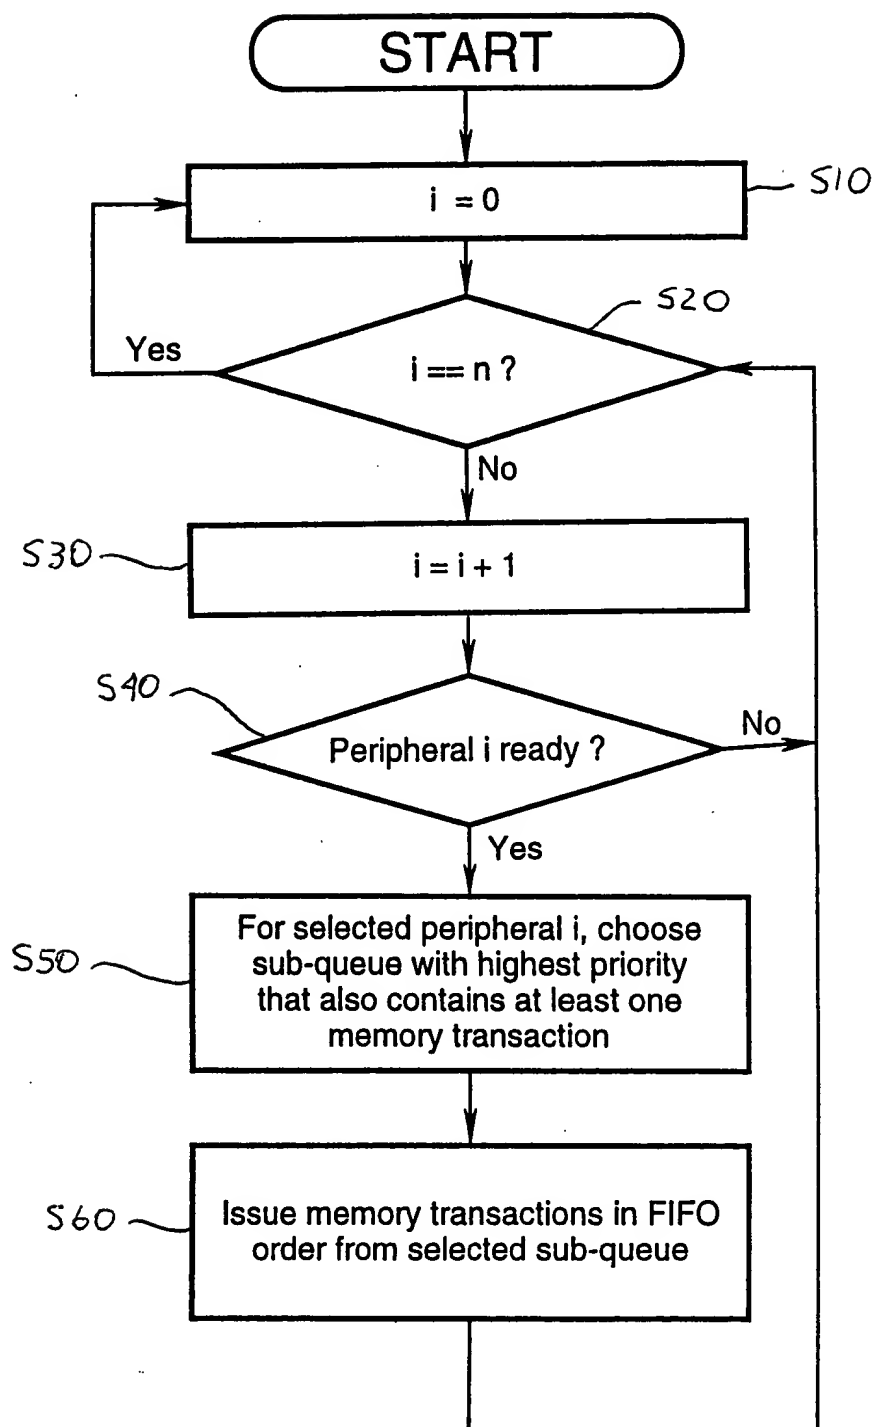 START
i = 0
S10
S20
Yes
i == n ?
No
S30
i = i + 1
S40
Peripheral i ready ?
No
Yes
S50
For selected peripheral i, choose
sub-queue with highest priority
that also contains at least one
memory transaction
S60
Issue memory transactions in FIFO
order from selected sub-queue